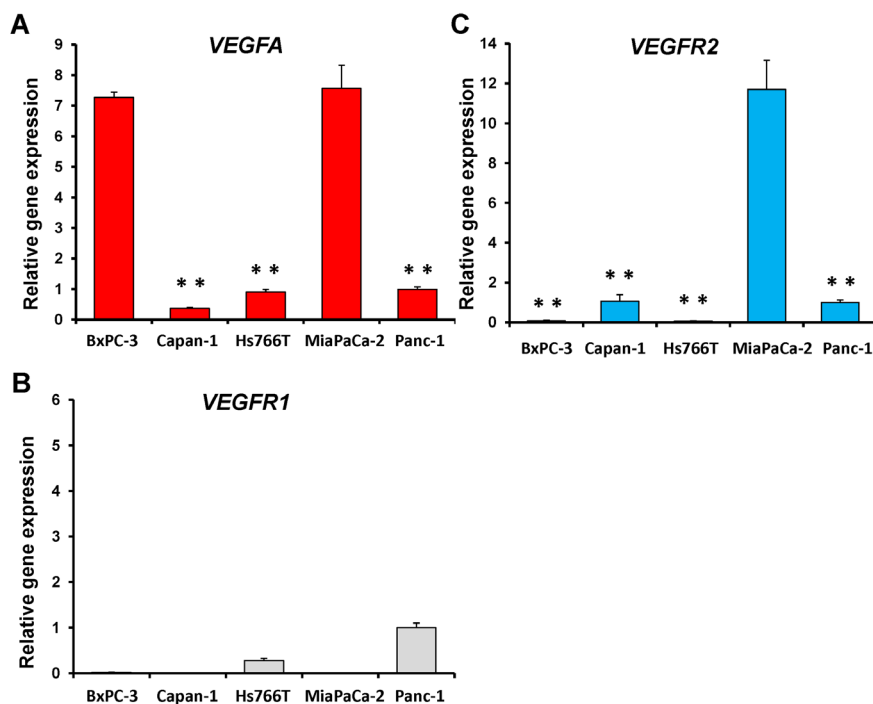 A
VEGFA
Relative gene expression
9
8
7
6
5
4
3
2
1
0
* *
* *
* *
BxPC-3 Capan-1 Hs766T MiaPaCa-2 Panc-1
C
VEGFR2
Relative gene expression
14
12
10
8
6
4
2
0
* *
* *
* *
* *
BxPC-3 Capan-1 Hs766T MiaPaCa-2 Panc-1
B
VEGFR1
Relative gene expression
6
5
4
3
2
1
0
BxPC-3 Capan-1 Hs766T MiaPaCa-2 Panc-1